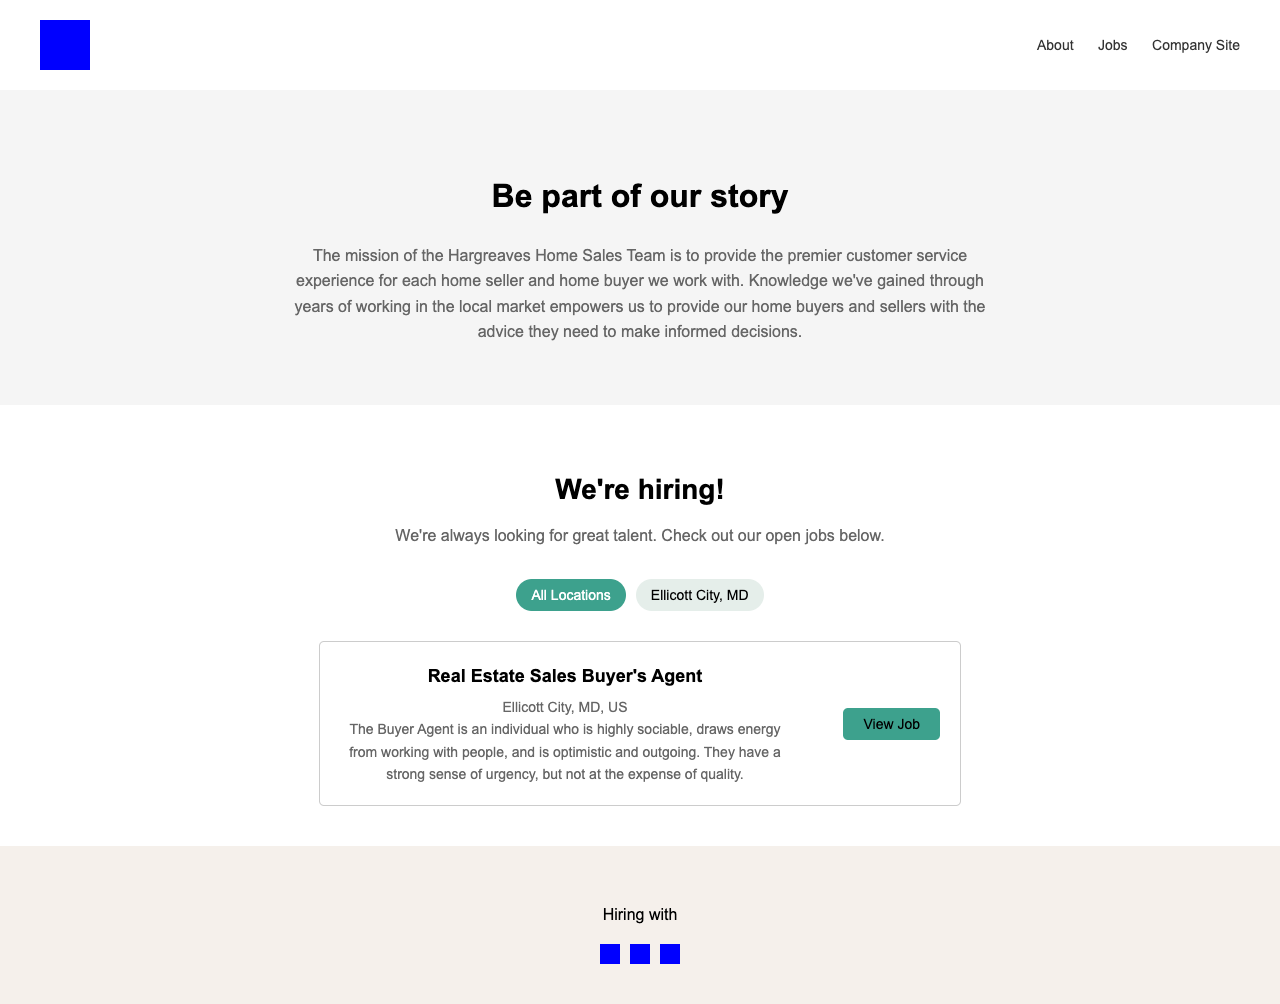 About Jobs Company Site
Be part of our story
The mission of the Hargreaves Home Sales Team is to provide the premier customer service
experience for each home seller and home buyer we work with. Knowledge we've gained through
years of working in the local market empowers us to provide our home buyers and sellers with the
advice they need to make informed decisions.
We're hiring!
We're always looking for great talent. Check out our open jobs below.
All Locations Ellicott City, MD
Real Estate Sales Buyer's Agent
Ellicott City, MD, US
The Buyer Agent is an individual who is highly sociable, draws energy
from working with people, and is optimistic and outgoing. They have a
strong sense of urgency, but not at the expense of quality.
View Job
Hiring with